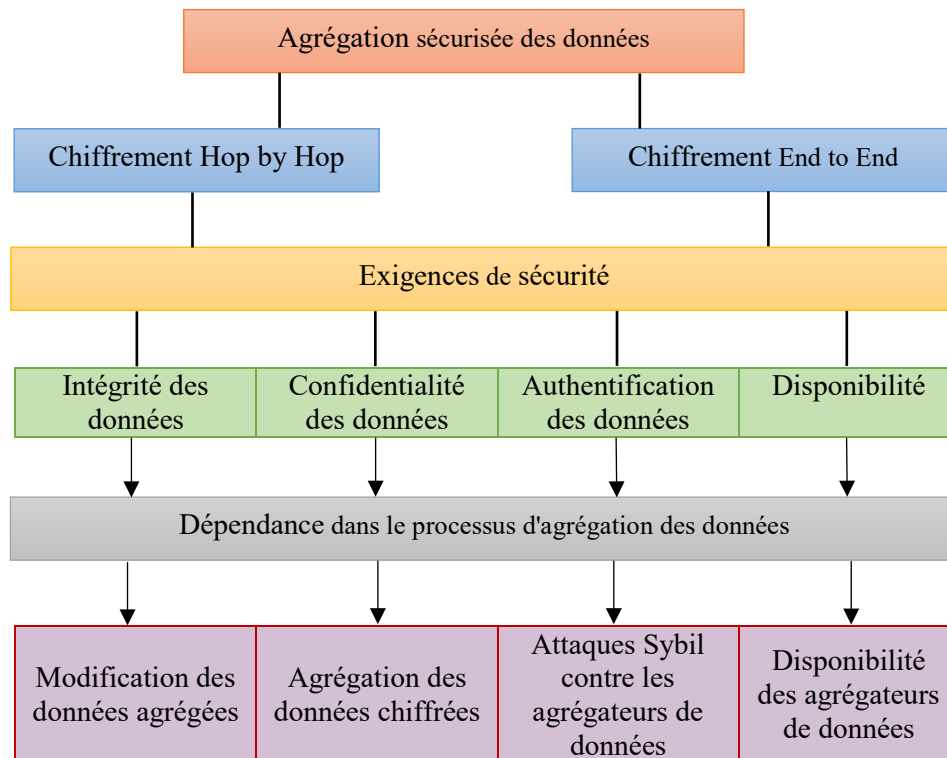 Agrégation sécurisée des données
Chiffrement Hop by Hop
Chiffrement End to End
Exigences de sécurité
Intégrité des
données
Confidentialité
des données
Authentification
des données
Disponibilité
Dépendance dans le processus d'agrégation des données
Modification des
données agrégées
Agrégation des
données chiffrées
Attaques Sybil
contre les
agrégateurs de
données
Disponibilité
des agrégateurs
de données